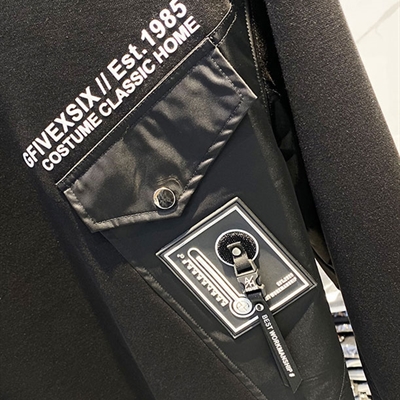 GFIVEXSIX // Est.1985
COSTUME CLASSIC HOME
BEST WORKMANSHIP